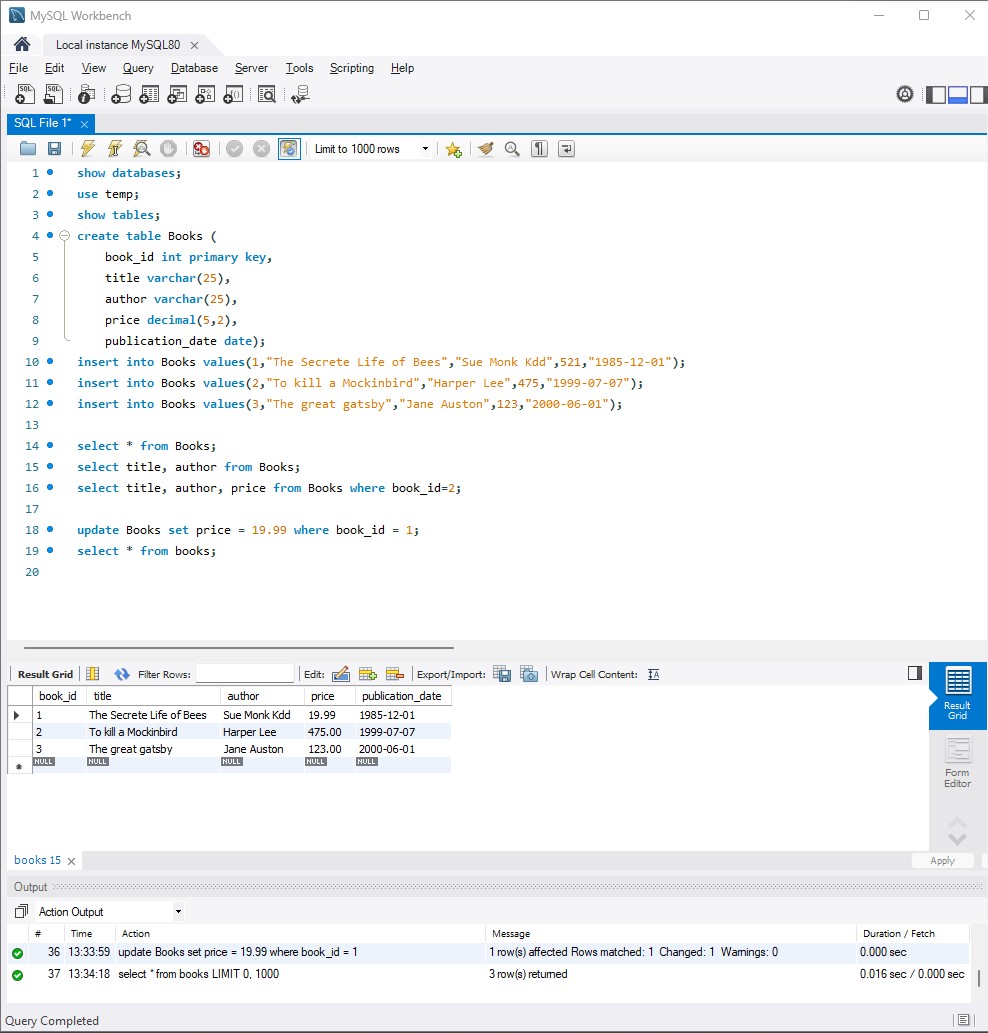 MySQL Workbench
Local instance MySQL80
File Edit View Query Database Server Tools Scripting Help
SQL File 1*
Limit to 1000 rows
1 show databases;
2 use temp;
3 show tables;
4 create table Books (
5 book_id int primary key,
6 title varchar(25),
7 author varchar(25),
8 price decimal(5,2),
9 publication_date date);
10 insert into Books values(1,"The Secrete Life of Bees","Sue Monk Kdd",521,"1985-12-01");
11 insert into Books values(2,"To kill a Mockinbird","Harper Lee",475,"1999-07-07");
12 insert into Books values(3,"The great gatsby","Jane Auston",123,"2000-06-01");
13
14 select * from Books;
15 select title, author from Books;
16 select title, author, price from Books where book_id=2;
17
18 update Books set price = 19.99 where book_id = 1;
19 select * from books;
20
Result Grid Filter Rows: Edit: Export/Import: Wrap Cell Content:
book_id title author price publication_date
1 The Secrete Life of Bees Sue Monk Kdd 19.99 1985-12-01
2 To kill a Mockinbird Harper Lee 475.00 1999-07-07
3 The great gatsby Jane Auston 123.00 2000-06-01
NULL NULL NULL NULL NULL
Result
Grid
Form
Editor
books 15
Apply
Output
Action Output
# Time Action Message Duration / Fetch
36 13:33:59 update Books set price = 19.99 where book_id = 1 1 row(s) affected Rows matched: 1 Changed: 1 Warnings: 0 0.000 sec
37 13:34:18 select * from books LIMIT 0, 1000 3 row(s) returned 0.016 sec / 0.000 sec
Query Completed